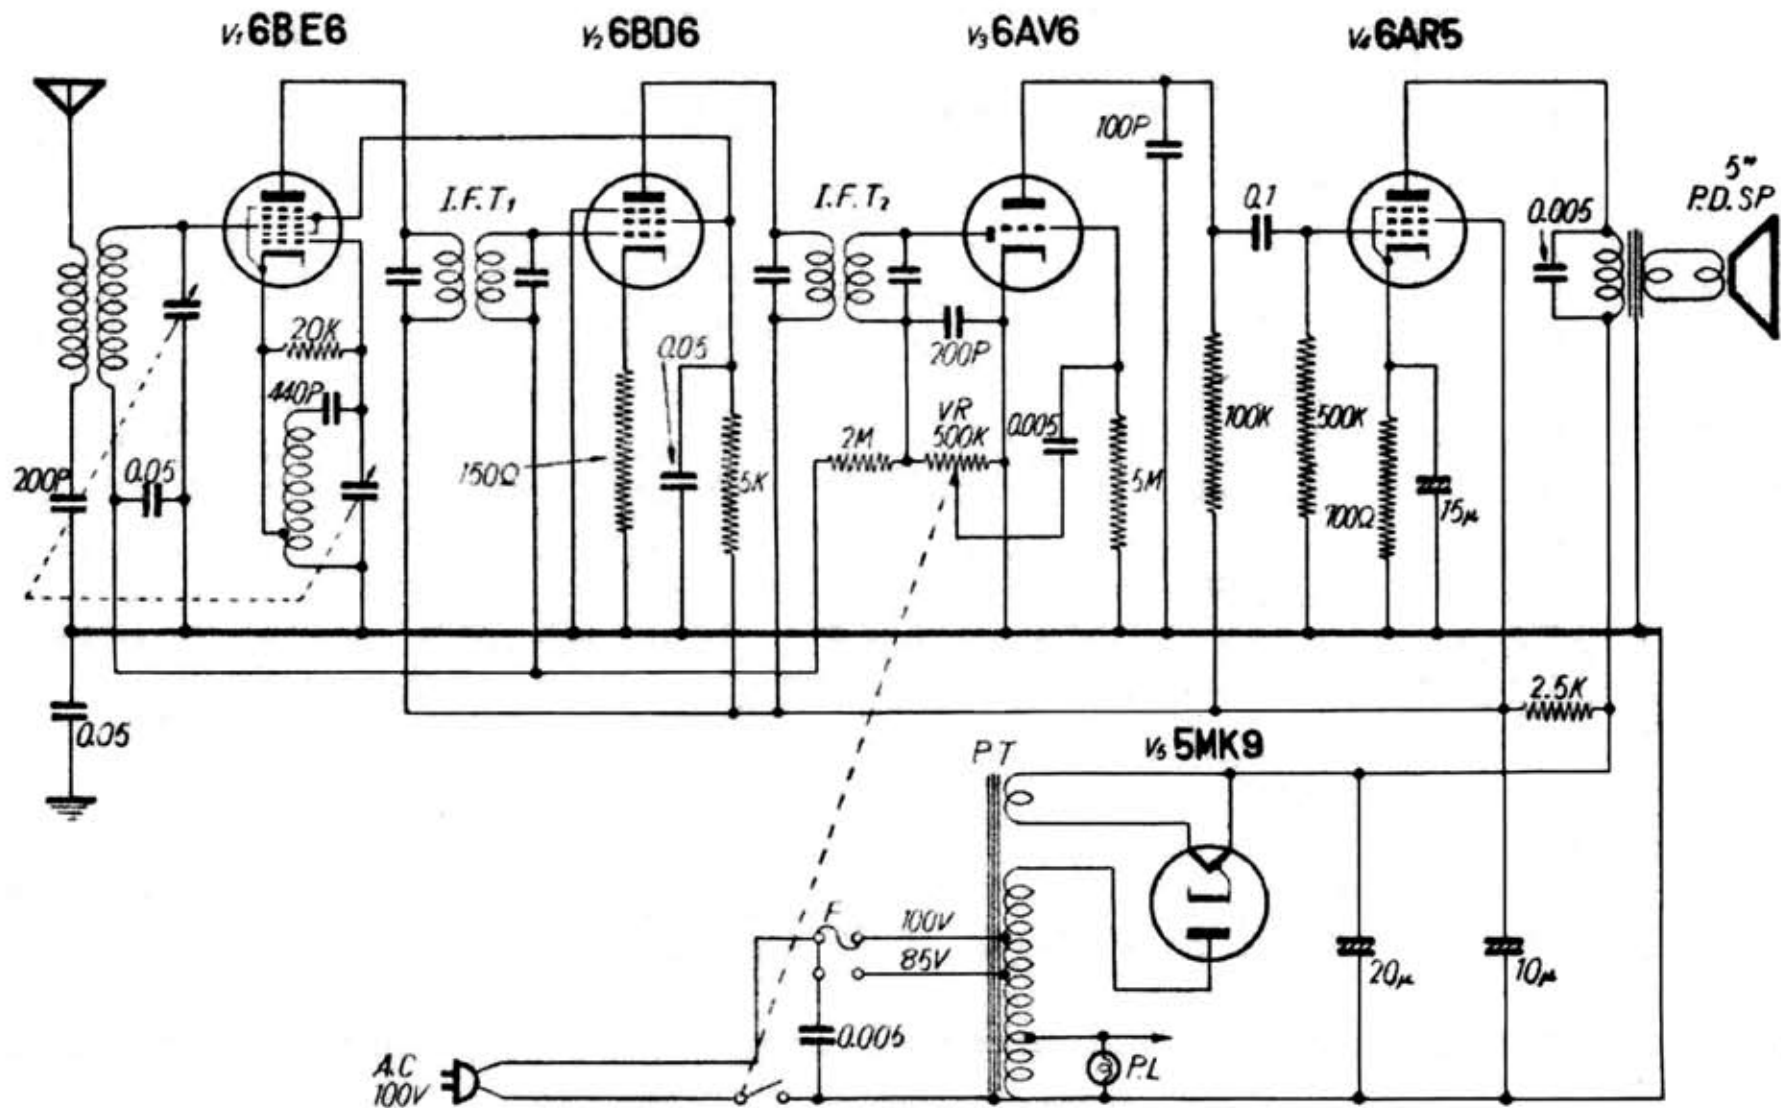 V1 6BE6
V2 6BD6
V3 6AV6
V4 6AR5
100P
5"
P.D.SP
I.F.T1
I.F.T2
0.1
0.005
20K
200P
0.05
440P
VR
500K
0.005
2M
100K
500K
200P
0.05
150Ω
5K
5M
100Ω
15μ
2.5K
0.05
PT
V5 5MK9
F
100V
85V
20μ
10μ
0.005
P.L
A.C
100V